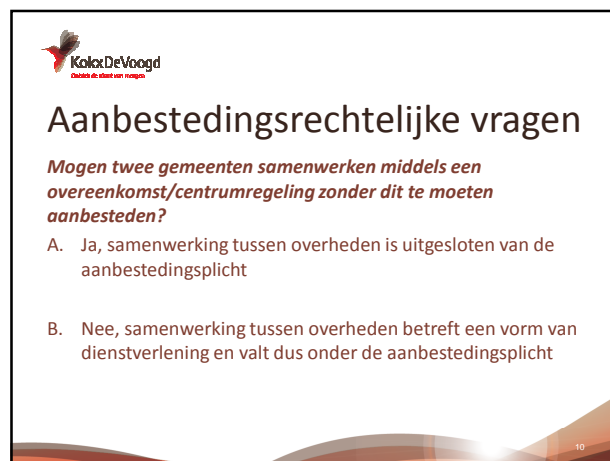 KokxDeVoogd
Aanbestedingsrechtelijke vragen
Mogen twee gemeenten samenwerken middels een
overeenkomst/centrumregeling zonder dit te moeten
aanbesteden?
A. Ja, samenwerking tussen overheden is uitgesloten van de
aanbestedingsplicht
B. Nee, samenwerking tussen overheden betreft een vorm van
dienstverlening en valt dus onder de aanbestedingsplicht
10